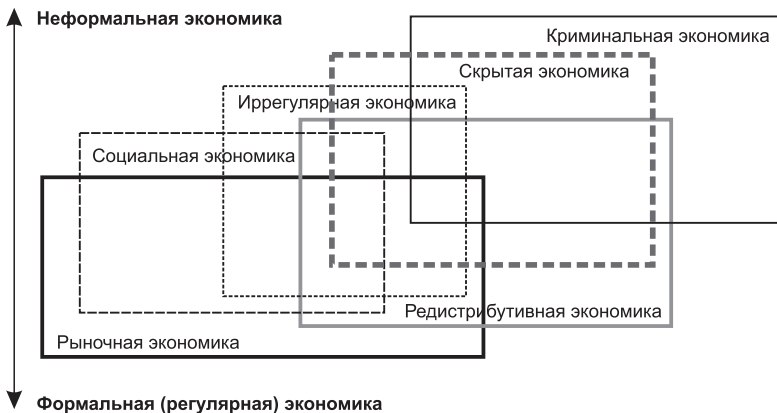 Неформальная экономика
Криминальная экономика
Скрытая экономика
Иррегулярная экономика
Социальная экономика
Редистрибутивная экономика
Рыночная экономика
Формальная (регулярная) экономика